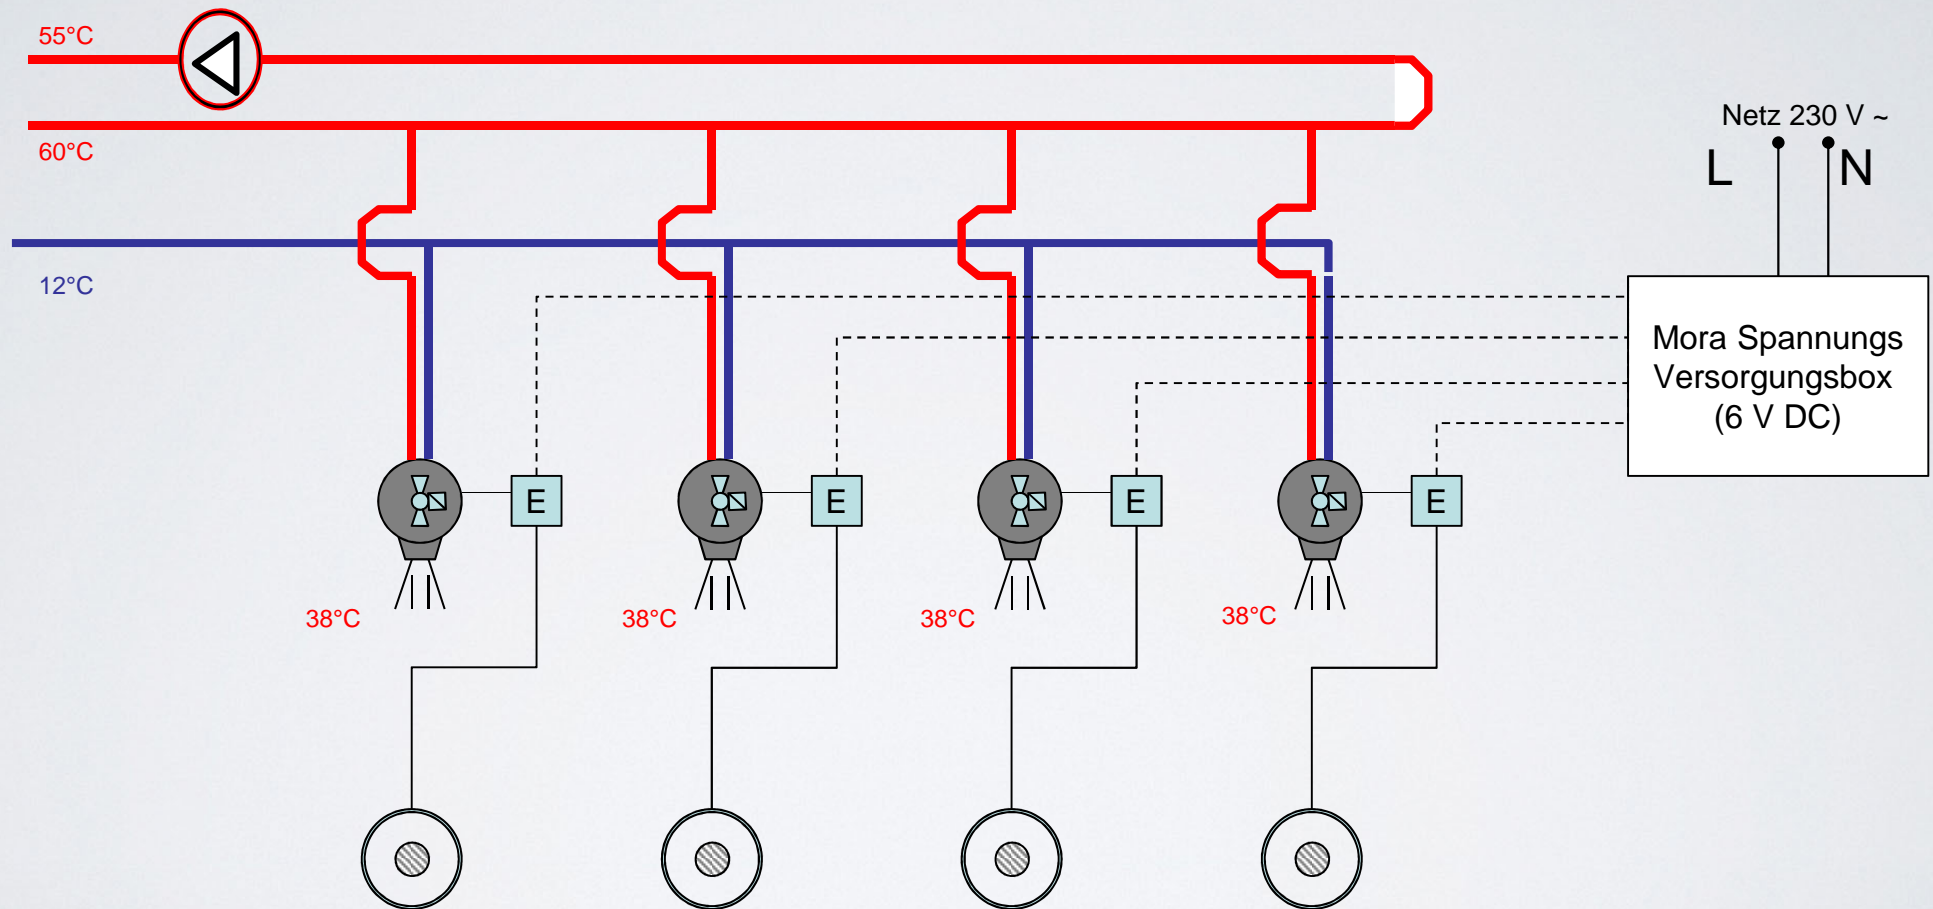 55°C
60°C
12°C
Netz 230 V ~
L N
Mora Spannungs
Versorgungsbox
(6 V DC)
E E E E
38°C 38°C 38°C 38°C